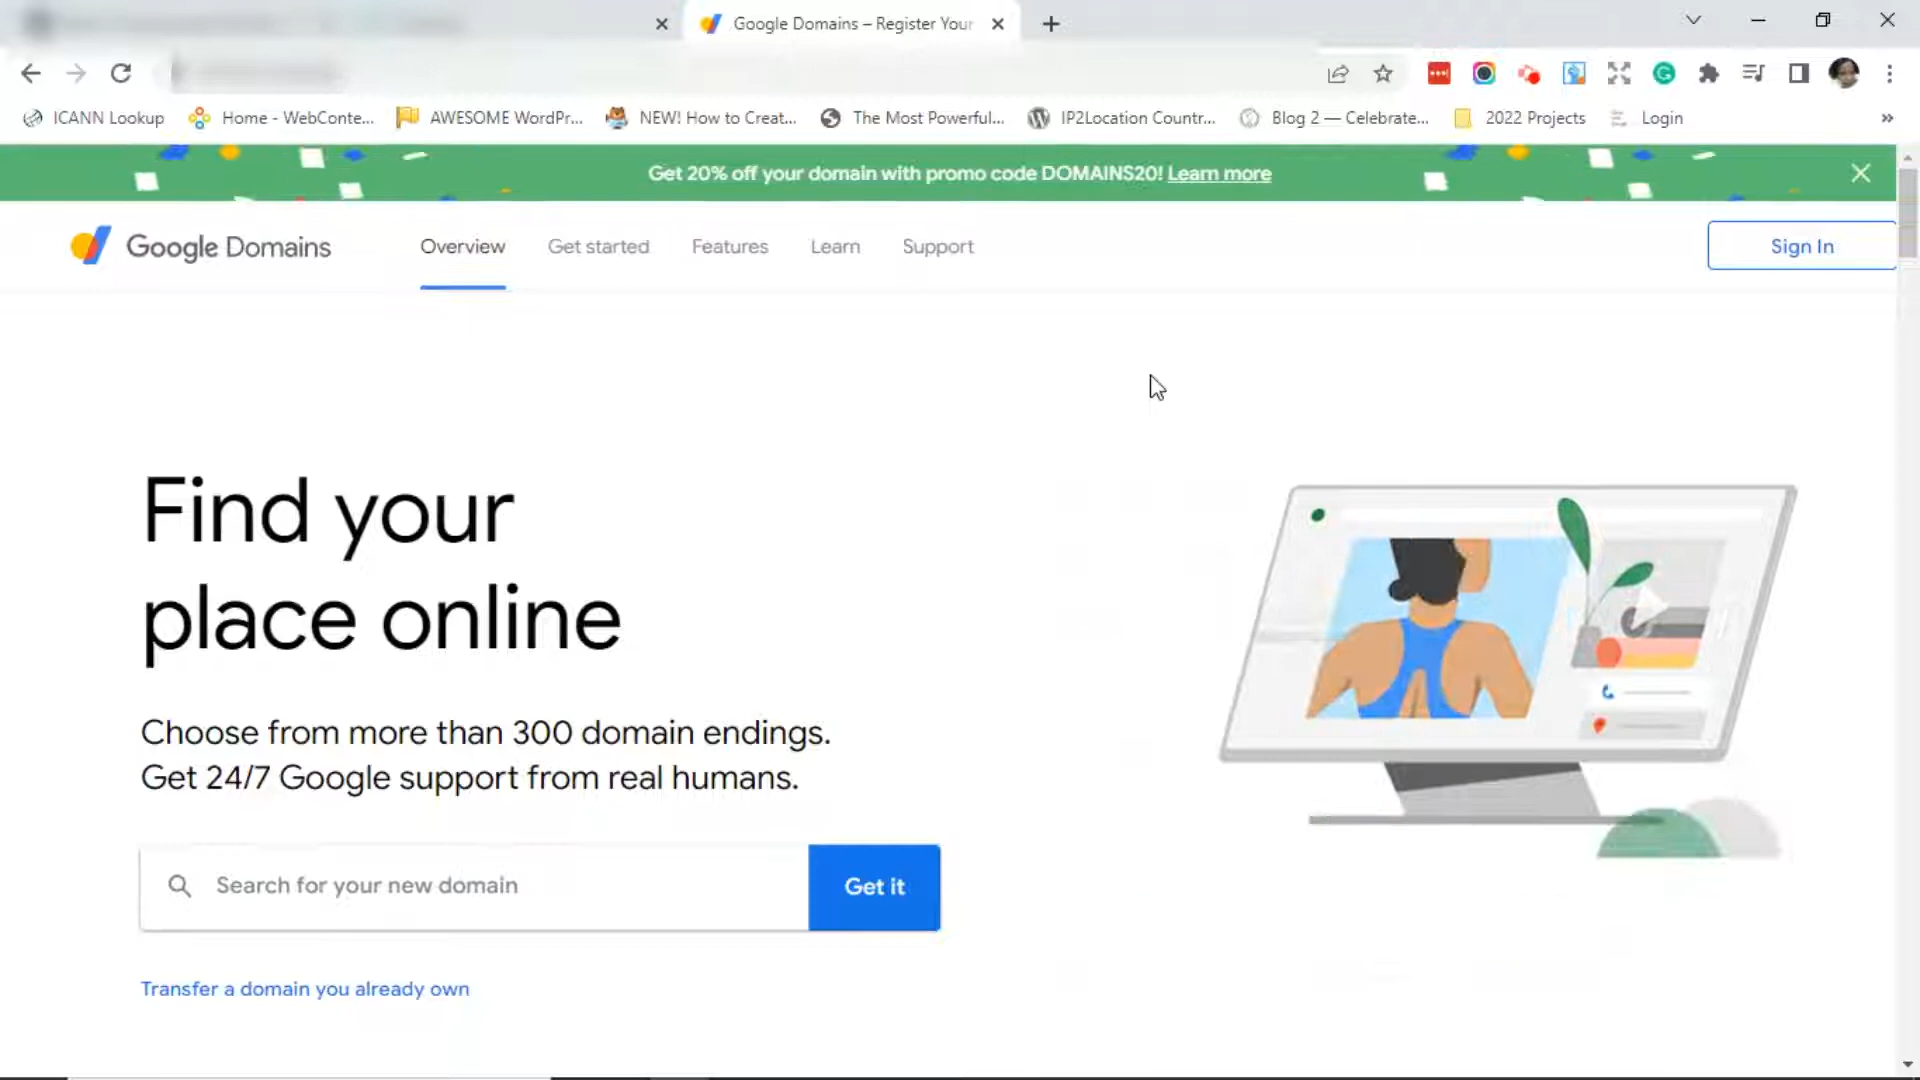 Google Domains – Register Your
ICANN Lookup
Home - WebConte...
AWESOME WordPr...
NEW! How to Creat...
The Most Powerful...
IP2Location Countr...
Blog 2 — Celebrate...
2022 Projects
Login
Get 20% off your domain with promo code DOMAINS20! Learn more
Google Domains
Overview
Get started
Features
Learn
Support
Sign In
Find your
place online
Choose from more than 300 domain endings.
Get 24/7 Google support from real humans.
Search for your new domain
Get it
Transfer a domain you already own